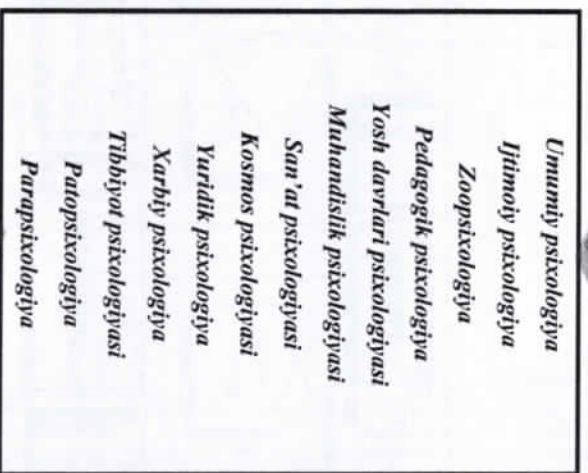 Umumiy psixologiya
Ijtimoiy psixologiya
Zoopsixologiya
Pedagogik psixologiya
Yosh davrlari psixologiyasi
Muhandislik psixologiyasi
San'at psixologiyasi
Kosmos psixologiyasi
Yuridik psixologiya
Xarbiy psixologiya
Tibbiyot psixologiyasi
Patopsixologiya
Parapsixologiya